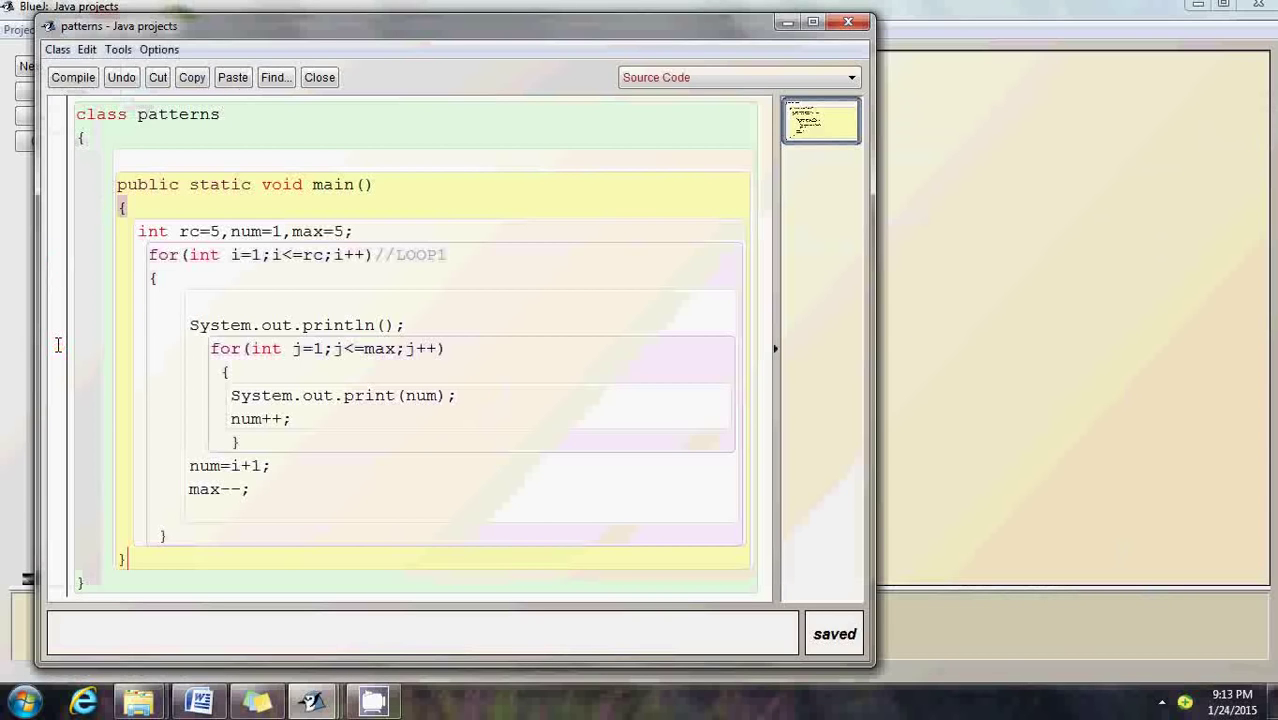 BlueJ: Java projects
Projec
patterns - Java projects
Class Edit Tools Options
Ne
Compile Undo Cut Copy Paste Find... Close
Source Code
class patterns
{
public static void main()
{
int rc=5,num=1,max=5;
for(int i=1;i<=rc;i++)//LOOP1
{
System.out.println();
for(int j=1;j<=max;j++)
{
System.out.print(num);
num++;
}
num=i+1;
max--;
}
}
}
saved
9:13 PM
1/24/2015